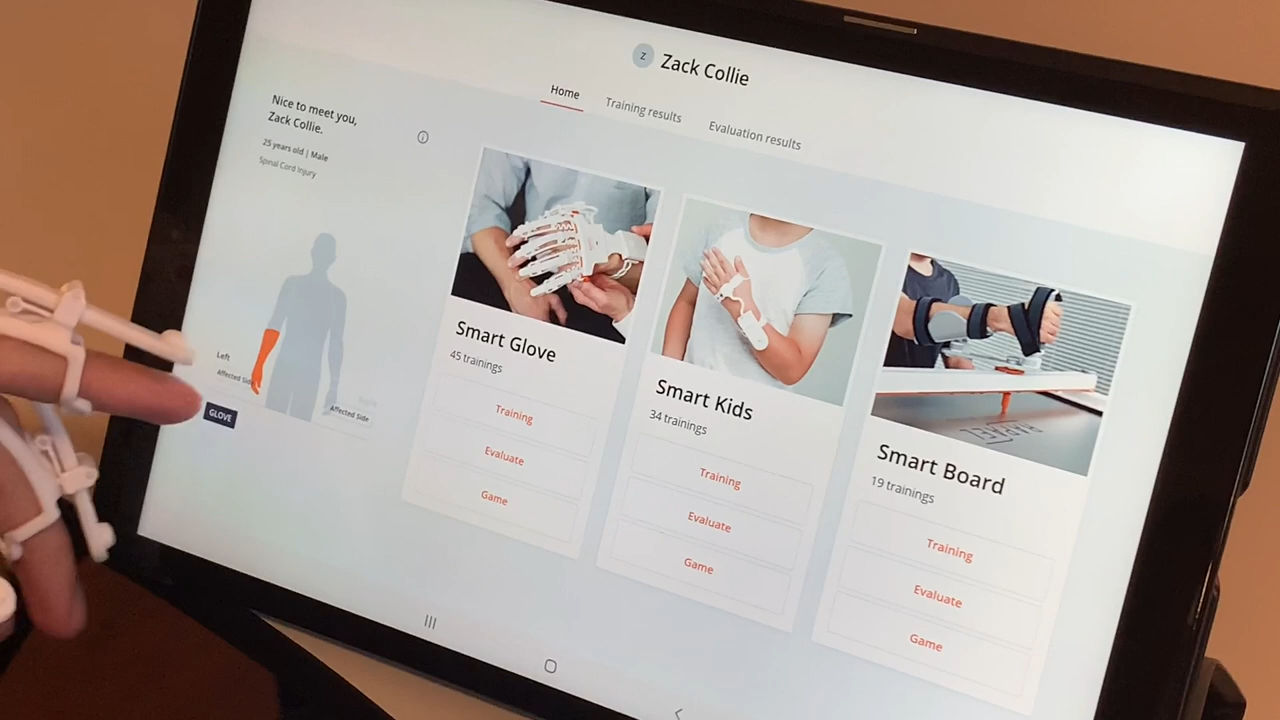 Z
Zack Collie
Home
Training results
Evaluation results
Nice to meet you,
Zack Collie.
25 years old | Male
Spinal Cord Injury
Left
Affected Side
GLOVE
Affected Side
Smart Glove
45 trainings
Training
Evaluate
Game
Smart Kids
34 trainings
Training
Evaluate
Game
Smart Board
19 trainings
Training
Evaluate
Game